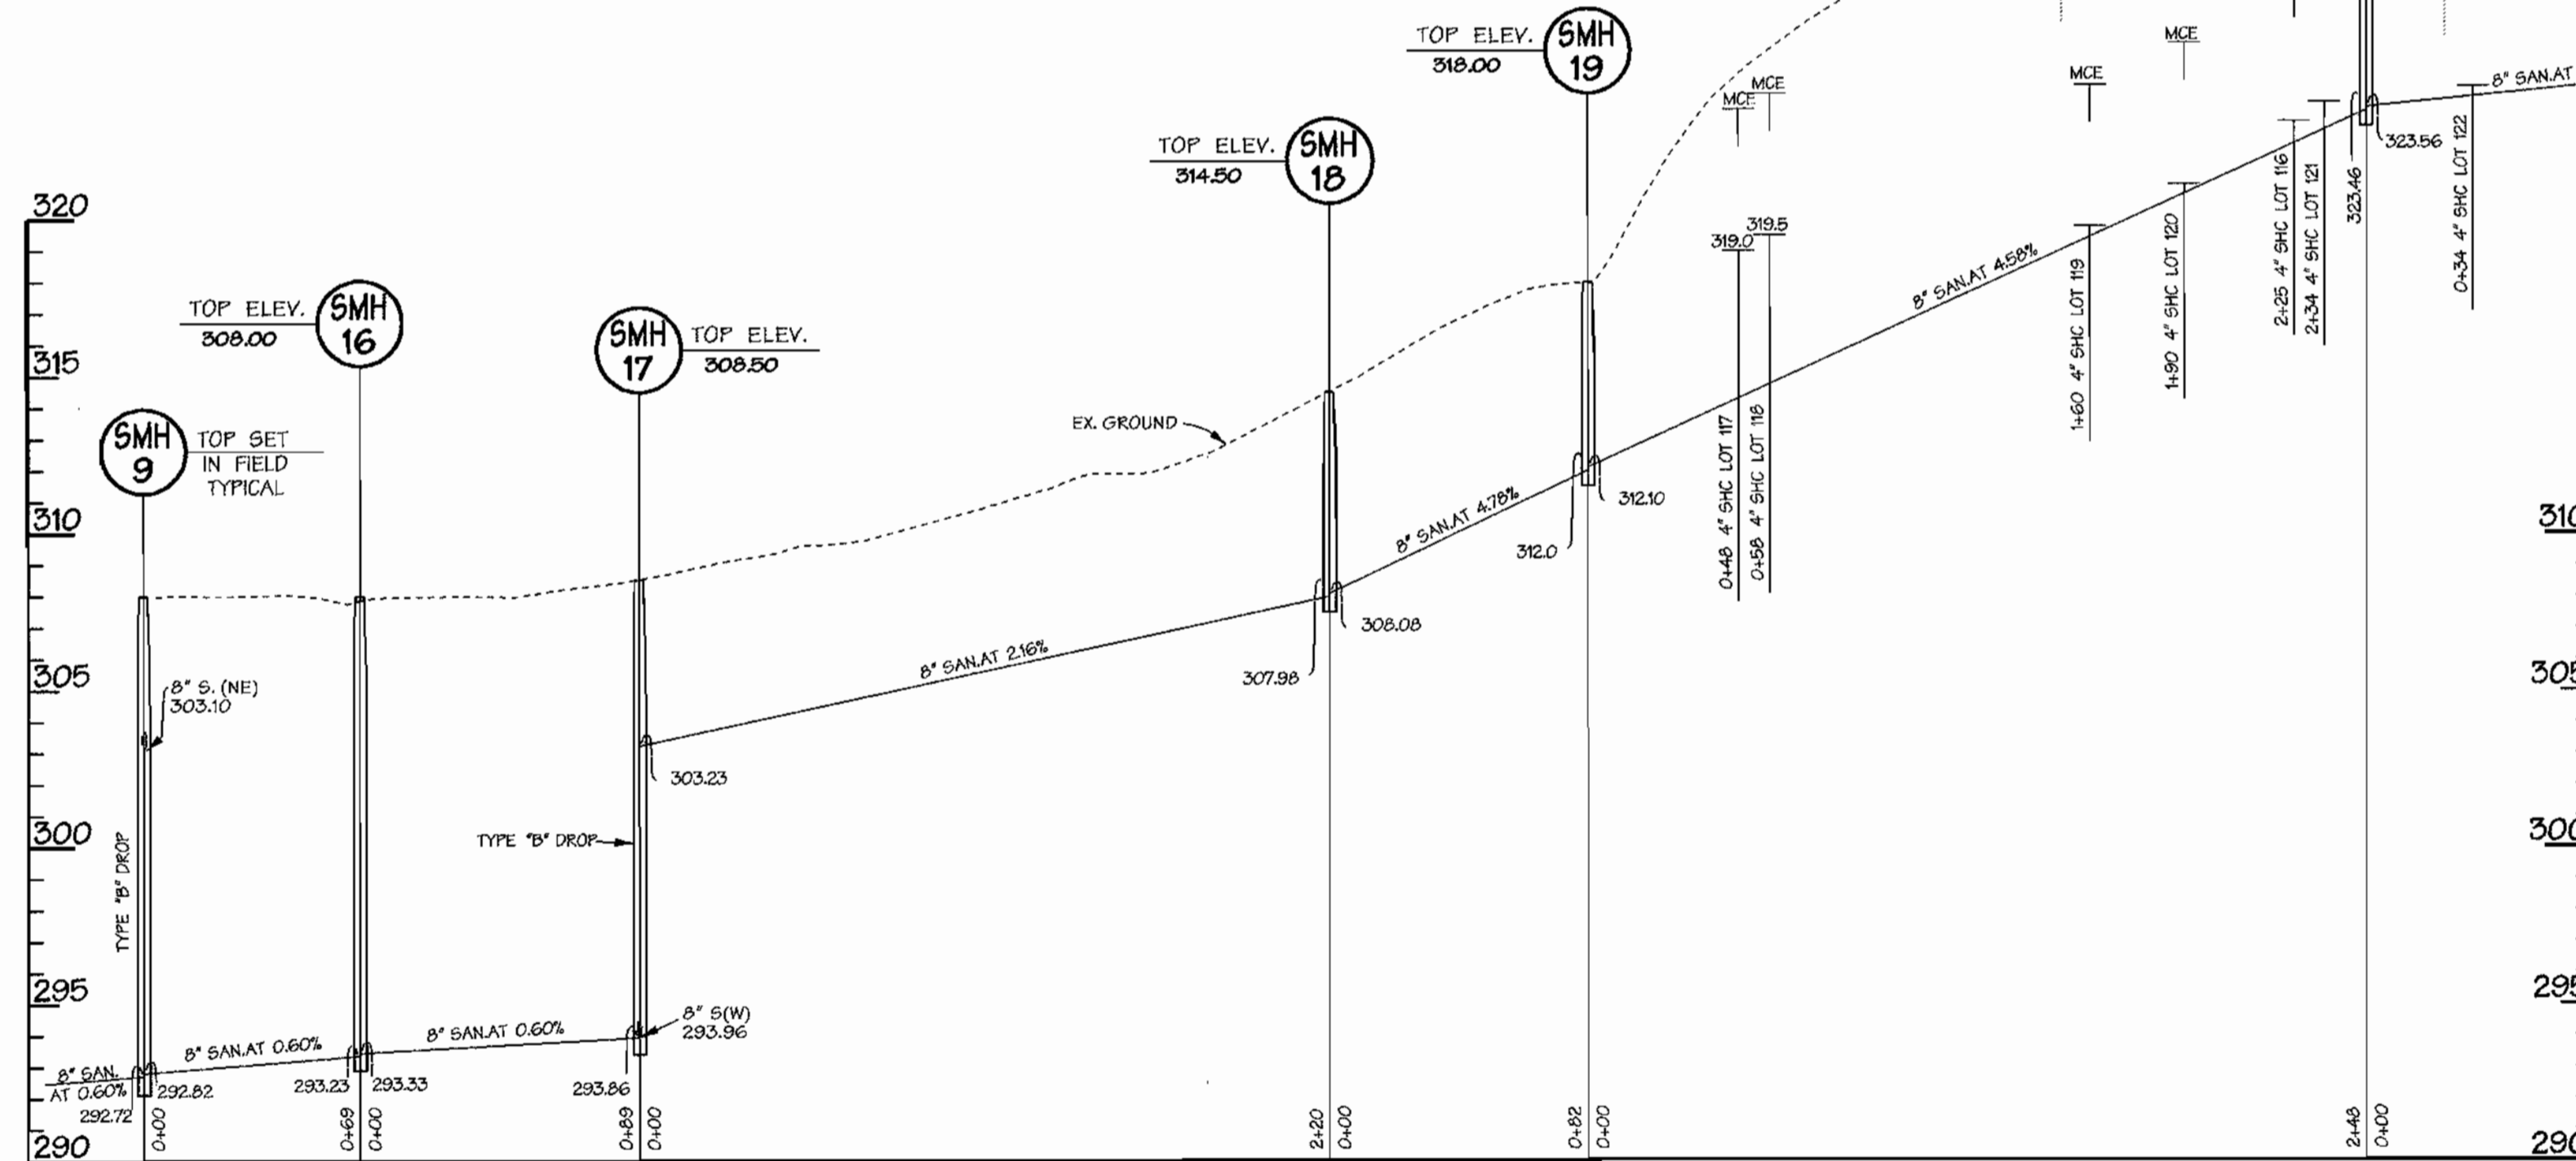 TOP ELEV.
318.00
SMH
19
MCE
MCE
MCE
MCE
8" SAN.AT
TOP ELEV.
314.50
SMH
18
323.56
323.46
2+25 4" SHC LOT 116
2+34 4" SHC LOT 121
0+34 4" SHC LOT 122
320
319.0
319.5
1+60 4" SHC LOT 119
1+90 4" SHC LOT 120
8" SAN.AT 4.58%
TOP ELEV.
308.00
SMH
16
SMH
17
TOP ELEV.
308.50
315
SMH
9
TOP SET
IN FIELD
TYPICAL
EX. GROUND
0+48 4" SHC LOT 117
0+58 4" SHC LOT 118
310
8" SAN.AT 4.78%
312.10
312.0
308.08
307.98
8" SAN.AT 2.16%
305
8" S. (NE)
303.10
303.23
TYPE "B" DROP
300
TYPE "B" DROP
295
8" S(W)
293.96
8" SAN.AT 0.60%
8" SAN.AT 0.60%
8" SAN.
AT 0.60%
292.82
292.72
293.23
293.33
293.86
290
0+00
0+69
0+00
0+89
0+00
2+20
0+00
0+82
0+00
2+48
0+00